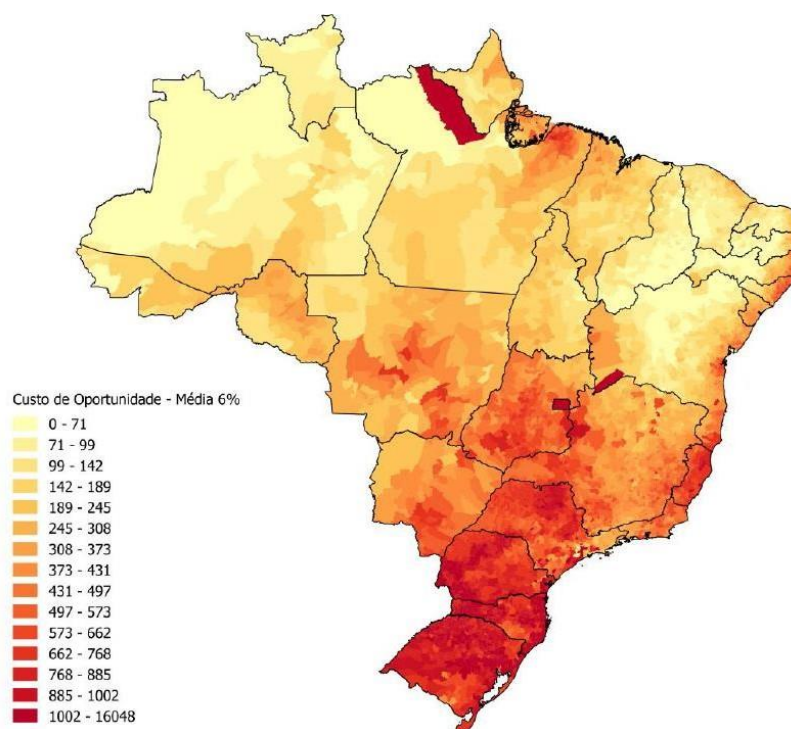 Custo de Oportunidade - Média 6%
0 - 71
71 - 99
99 - 142
142 - 189
189 - 245
245 - 308
308 - 373
373 - 431
431 - 497
497 - 573
573 - 662
662 - 768
768 - 885
885 - 1002
1002 - 16048